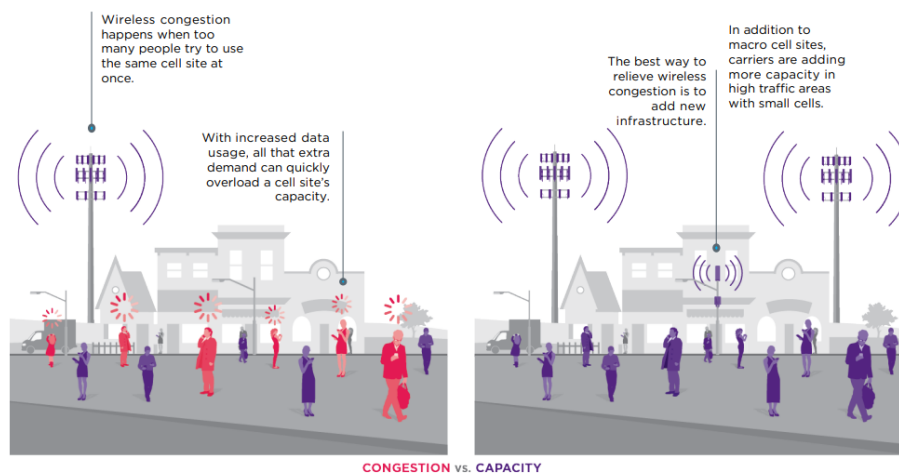 Wireless congestion
happens when too
many people try to use
the same cell site at
once.
With increased data
usage, all that extra
demand can quickly
overload a cell site's
capacity.
The best way to
relieve wireless
congestion is to
add new
infrastructure.
In addition to
macro cell sites,
carriers are adding
more capacity in
high traffic areas
with small cells.
CONGESTION vs. CAPACITY